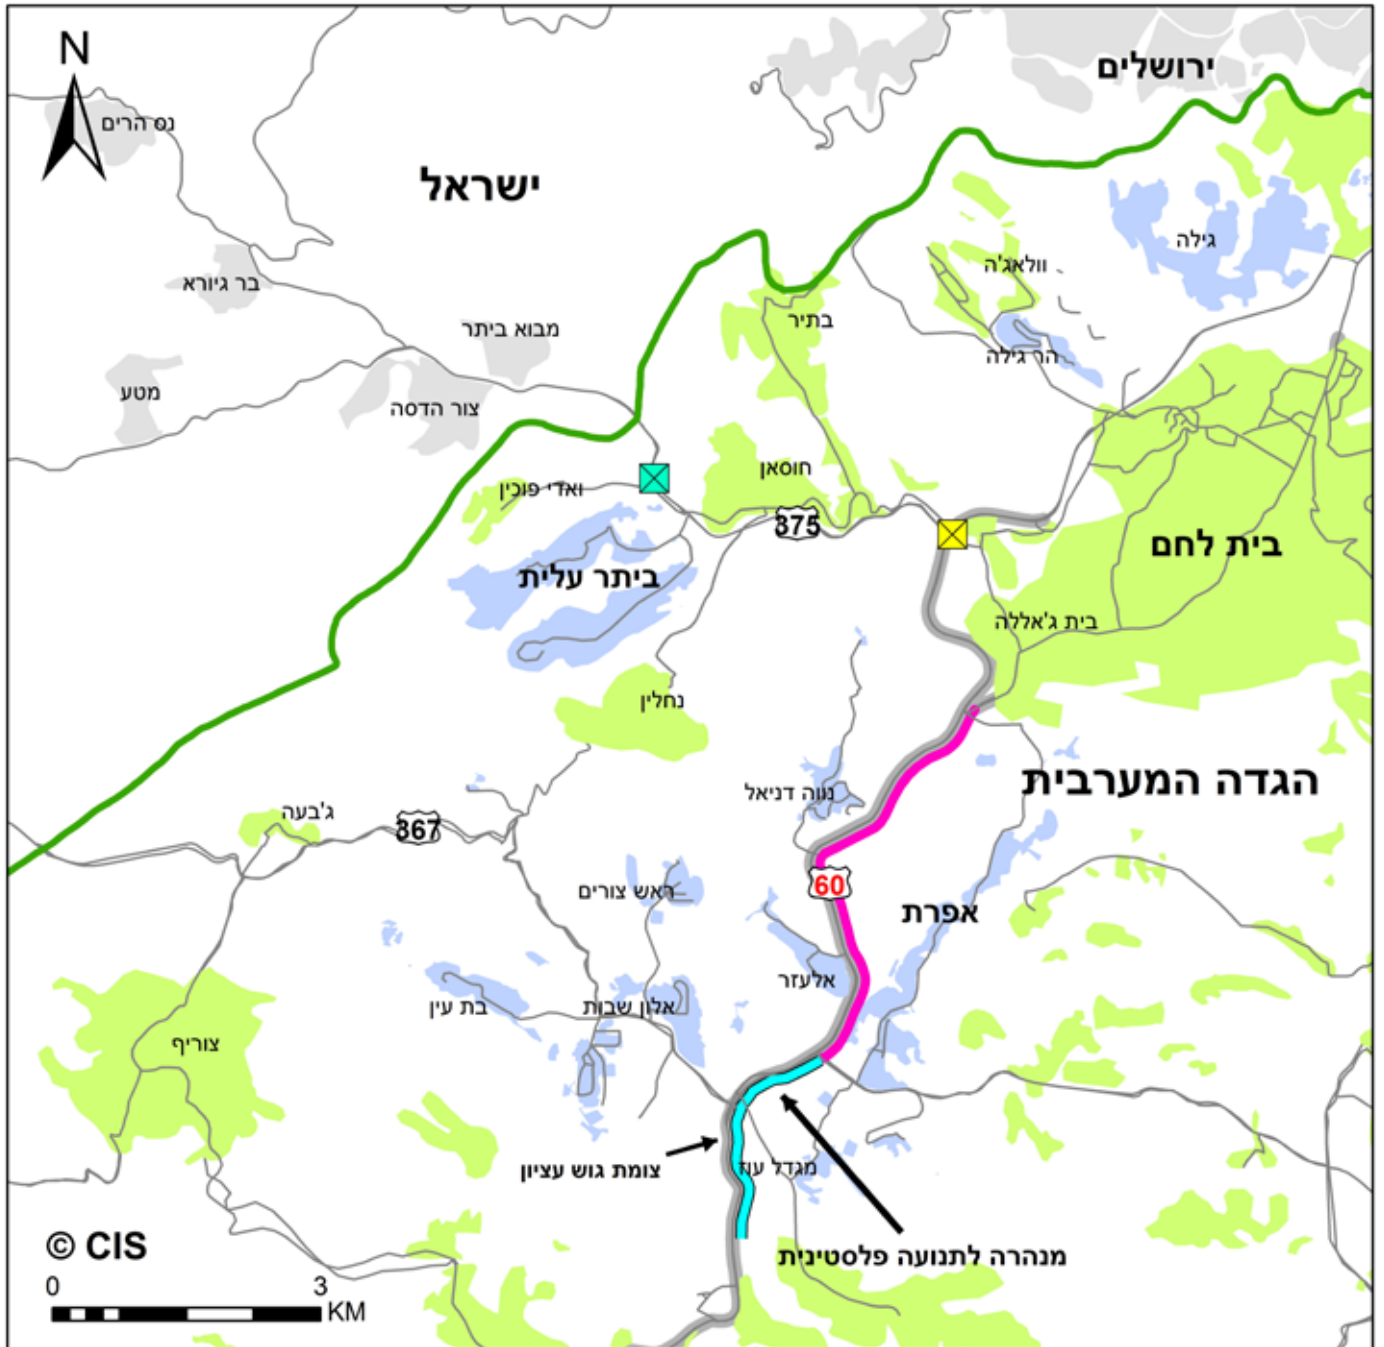 N
ירושלים
נס הרים
ישראל
גילה
וולאג'ה
בר גיורא
בתיר
מבוא ביתר
הר גילה
מטע
צור הדסה
חוסאן
ואדי פוכין
375
בית לחם
ביתר עלית
בית ג'אללה
נחלין
הגדה המערבית
נווה דניאל
ג'בעה
367
60
ראש צורים
אפרת
אלעזר
בת עין
אלון שבות
צוריף
צומת גוש עציון
מגדל עוז
מנהרה לתנועה פלסטינית
© CIS
0 3
KM